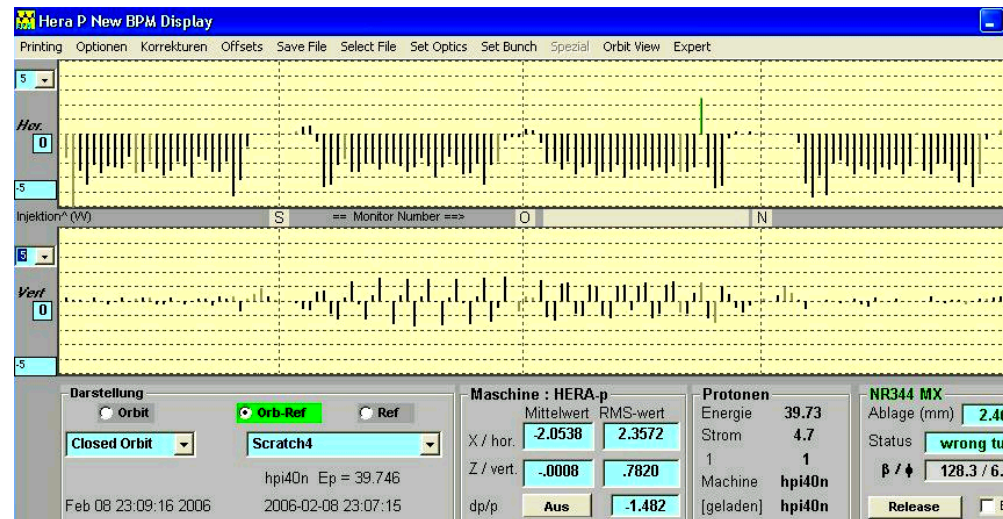 Hera P New BPM Display
Printing Optionen Korrekturen Offsets Save File Select File Set Optics Set Bunch Spezial Orbit View Expert
5
Hor.
0
-5
Injektion^ (W) S == Monitor Number ==> O N
5
Vert
0
-5
Darstellung
Orbit Orb-Ref Ref
Closed Orbit Scratch4
hpi40n Ep = 39.746
Feb 08 23:09:16 2006 2006-02-08 23:07:15
Maschine : HERA-p
Mittelwert RMS-wert
X / hor. -2.0538 2.3572
Z / vert. -.0008 .7820
dp/p Aus -1.482
Protonen
Energie 39.73
Strom 4.7
1 1
Machine hpi40n
[geladen] hpi40n
NR344 MX
Ablage (mm) 2.4
Status wrong tu
β / ϕ 128.3 / 6.
Release